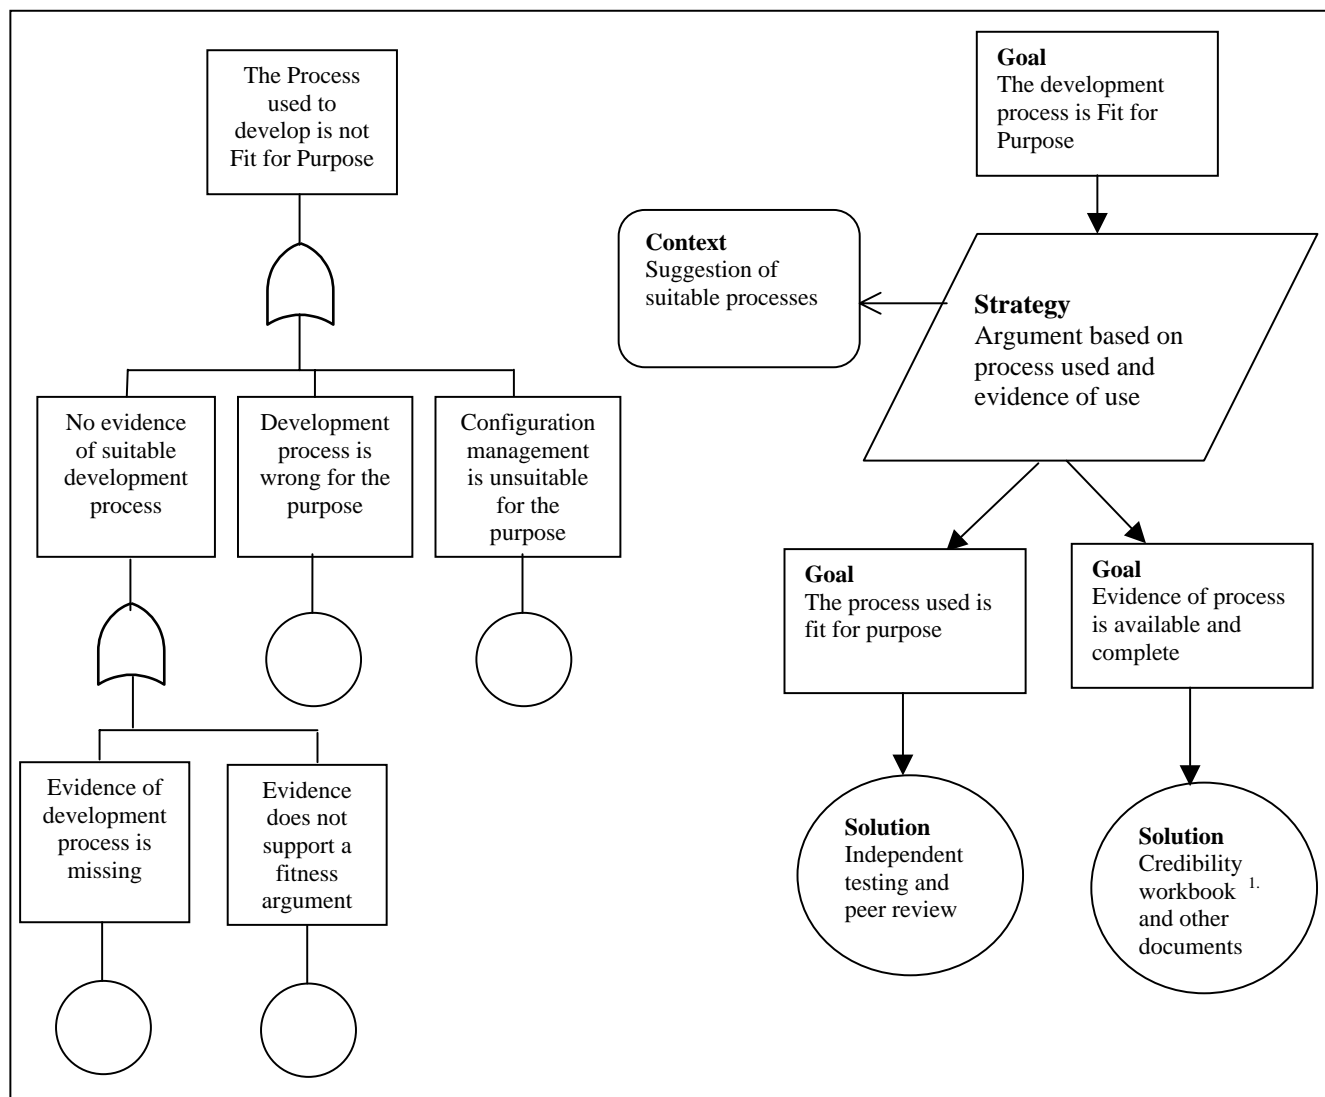 The Process
used to
develop is not
Fit for Purpose
No evidence
of suitable
development
process
Development
process is
wrong for the
purpose
Configuration
management
is unsuitable
for the
purpose
Evidence of
development
process is
missing
Evidence
does not
support a
fitness
argument
Goal
The development
process is Fit for
Purpose
Context
Suggestion of
suitable processes
Strategy
Argument based on
process used and
evidence of use
Goal
The process used is
fit for purpose
Goal
Evidence of process
is available and
complete
Solution
Independent
testing and
peer review
Solution
Credibility
workbook 1.
and other
documents